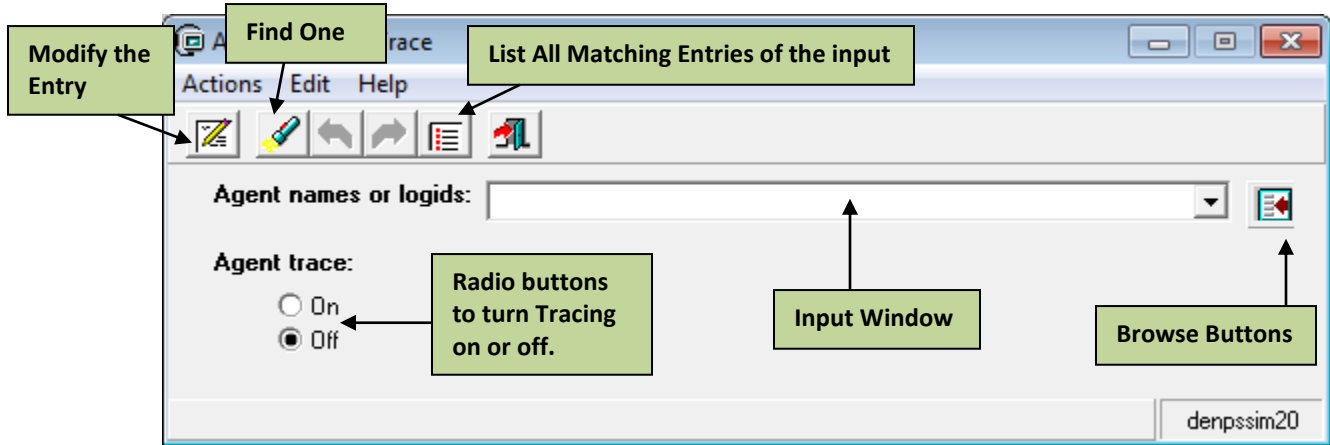 Modify the
Entry
Find One
List All Matching Entries of the input
A
race
Actions Edit Help
Agent names or logids:
Agent trace:
On
Off
Radio buttons
to turn Tracing
on or off.
Input Window
Browse Buttons
denpssim20